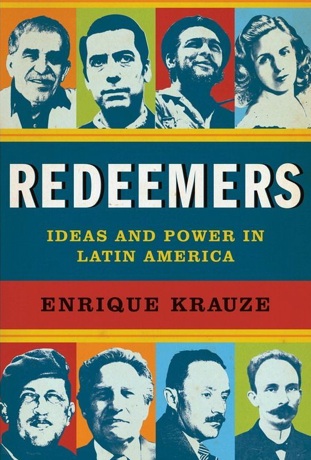 REDEEMERS
IDEAS AND POWER IN
LATIN AMERICA
ENRIQUE KRAUZE